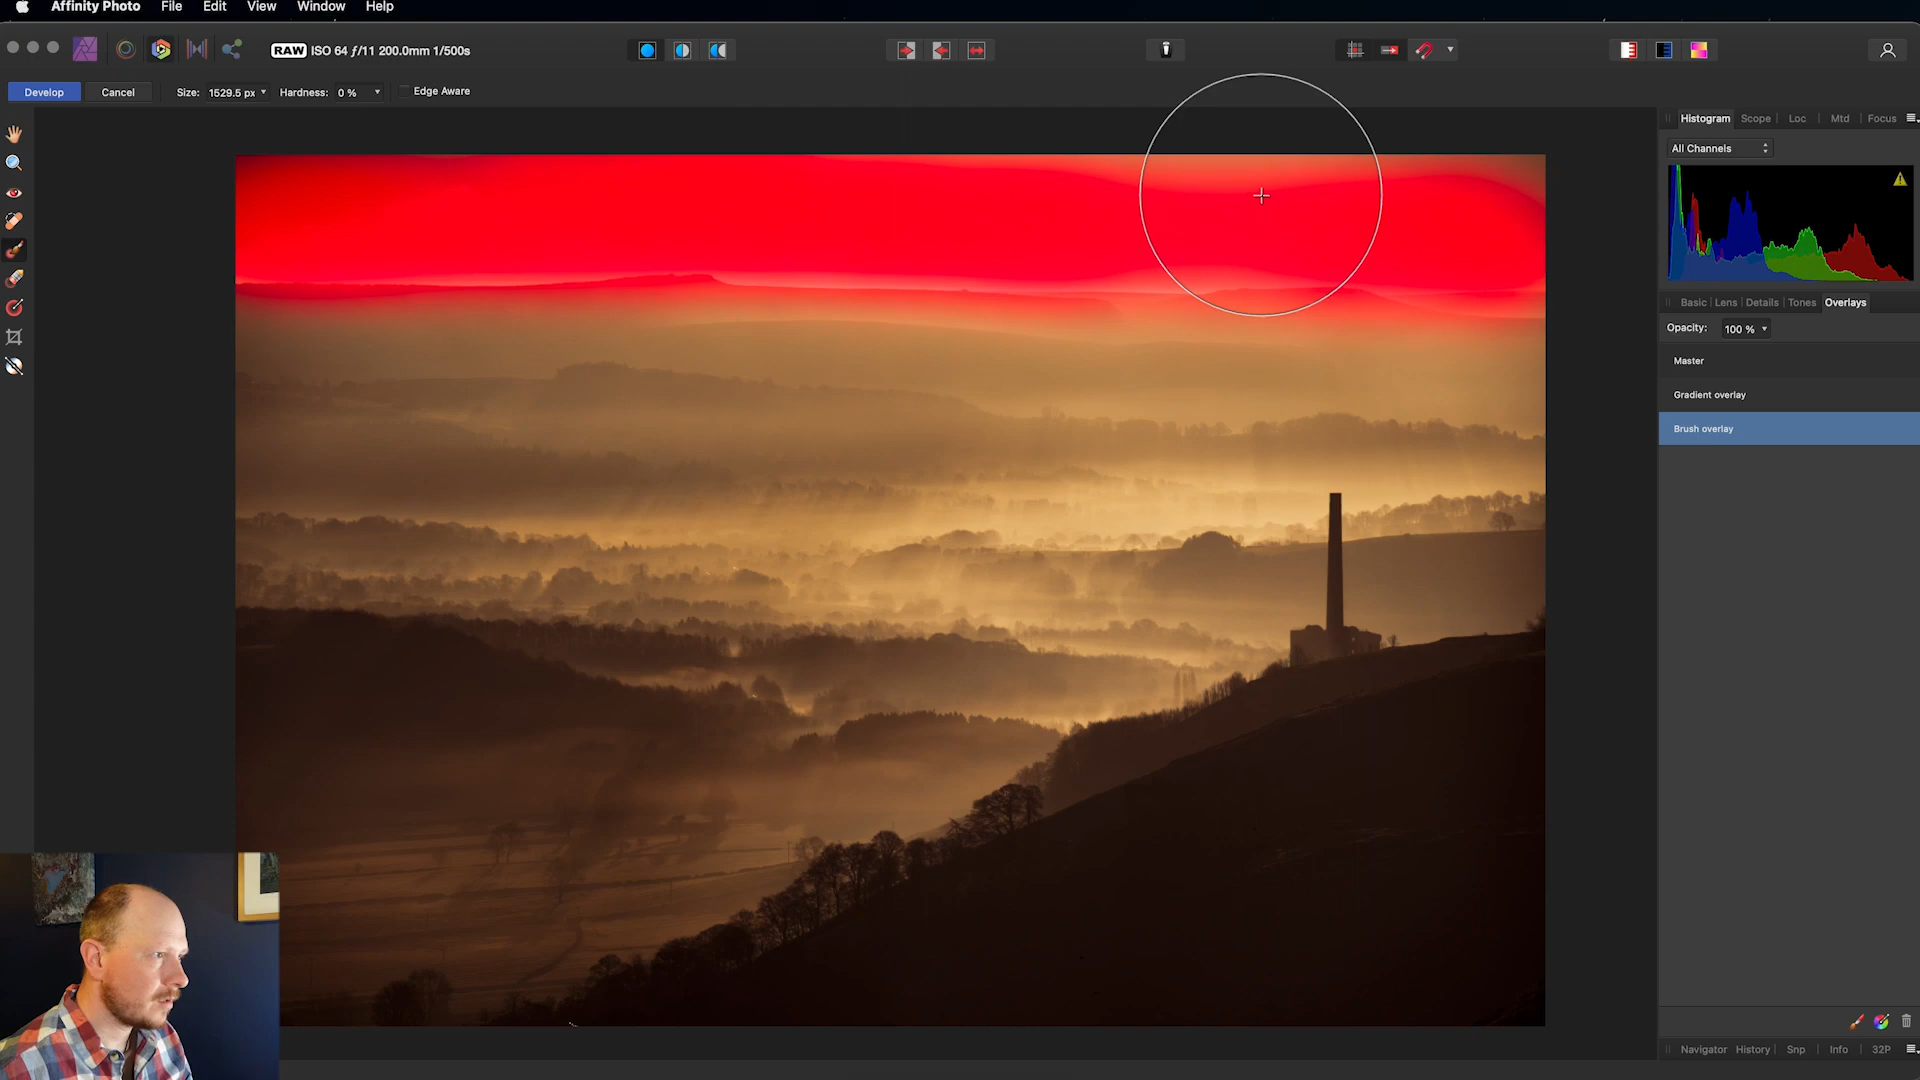 Affinity Photo File Edit View Window Help
RAW ISO 64 ƒ/11 200.0mm 1/500s
Develop Cancel Size: 1529.5 px Hardness: 0 % Edge Aware
Histogram Scope Loc Mtd Focus
All Channels
Basic Lens Details Tones Overlays
Opacity: 100 %
Master
Gradient overlay
Brush overlay
Navigator History Snp Info 32P